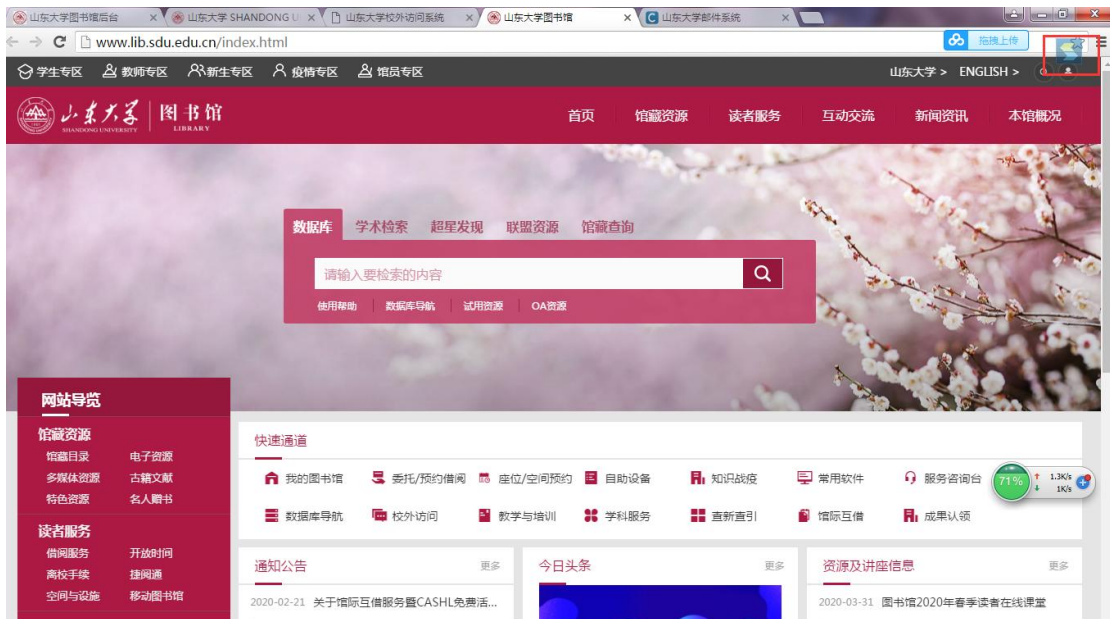 山东大学图书馆后台
山东大学 SHANDONG U
山东大学校外访问系统
山东大学图书馆
山东大学邮件系统
www.lib.sdu.edu.cn/index.html
拖拽上传
学生专区 教师专区 新生专区 疫情专区 馆员专区
山东大学 > ENGLISH >
山东大学 图书馆
SHANDONG UNIVERSITY LIBRARY
首页 馆藏资源 读者服务 互动交流 新闻资讯 本馆概况
数据库 学术检索 超星发现 联盟资源 馆藏查询
请输入要检索的内容
使用帮助 数据库导航 试用资源 OA资源
网站导览
馆藏资源
馆藏目录 电子资源
多媒体资源 古籍文献
特色资源 名人赠书
读者服务
借阅服务 开放时间
离校手续 捷阅通
空间与设施 移动图书馆
快速通道
我的图书馆 委托/预约借阅 座位/空间预约 自助设备 知识战疫 常用软件 服务咨询台
数据库导航 校外访问 教学与培训 学科服务 查新查引 馆际互借 成果认领
71%
1.3K/s
1K/s
通知公告 更多
2020-02-21 关于馆际互借服务暨CASHL免费活...
今日头条 更多
资源及讲座信息 更多
2020-03-31 图书馆2020年春季读者在线课堂